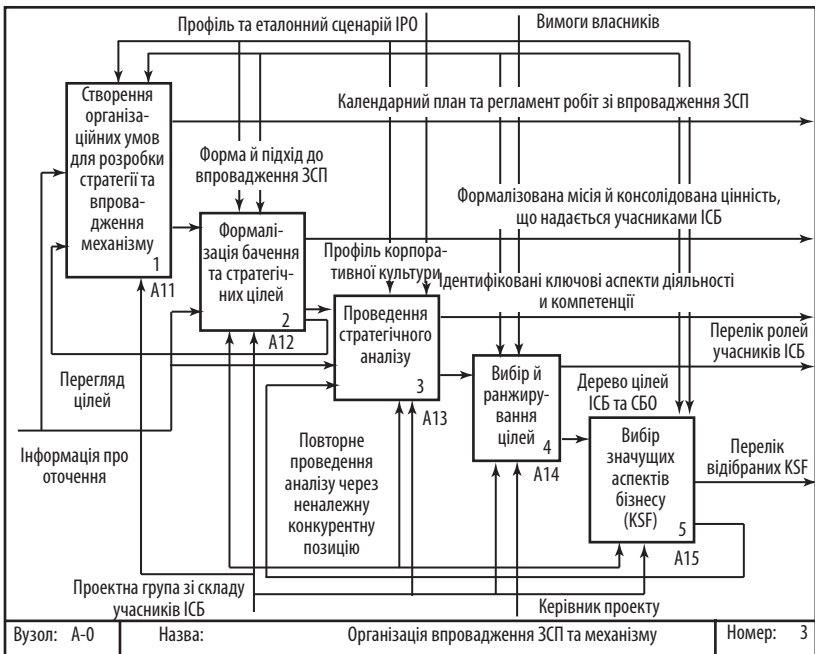 Профіль та еталонний сценарій IPO
Вимоги власників
Створення
організа-
ційних умов
для розробки
стратегії та
впрова-
дження
механізму
1
A11
Календарний план та регламент робіт зі впровадження ЗСП
Форма й підхід до
впровадження ЗСП
Формалізована місія й консолідована цінність,
що надається учасниками ІСБ
Формалі-
зація бачення
та стратегіч-
них цілей
2
A12
Профіль корпора-
тивної культури
Ідентифіковані ключові аспекти діяльності
и компетенції
Проведення
стратегічного
аналізу
3
A13
Перелік ролей
учасників ІСБ
Вибір й
ранжиру-
вання
цілей
4
A14
Дерево цілей
ІСБ та СБО
Вибір
значущих
аспектів
бізнесу
(KSF)
5
A15
Перелік
відібраних KSF
Перегляд
цілей
Інформація про
оточення
Повторне
проведення
аналізу через
неналежну
конкурентну
позицію
Проектна група зі складу
учасників ІСБ
Керівник проекту
Вузол: A-0
Назва:
Організація впровадження ЗСП та механізму
Номер: 3